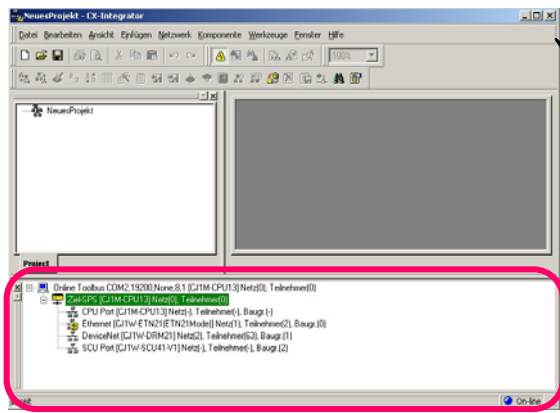 NeuesProjekt - CX-Integrator
Datei Bearbeiten Ansicht Einfügen Netzwerk Komponente Werkzeuge Fenster Hilfe
100%
NeuesProjekt
Project
Online Toolbus COM2,19200,None,8,1 [CJ1M-CPU13] Netz(0), Teilnehmer(0)
Ziel-SPS [CJ1M-CPU13] Netz(0), Teilnehmer(0)
CPU Port [CJ1M-CPU13] Netz(-), Teilnehmer(-), Baugr.(-)
Ethernet [CJ1W-ETN21(ETN21Mode)] Netz(1), Teilnehmer(2), Baugr.(0)
DeviceNet [CJ1W-DRM21] Netz(2), Teilnehmer(63), Baugr.(1)
SCU Port [CJ1W-SCU41-V1] Netz(-), Teilnehmer(-), Baugr.(2)
On-line